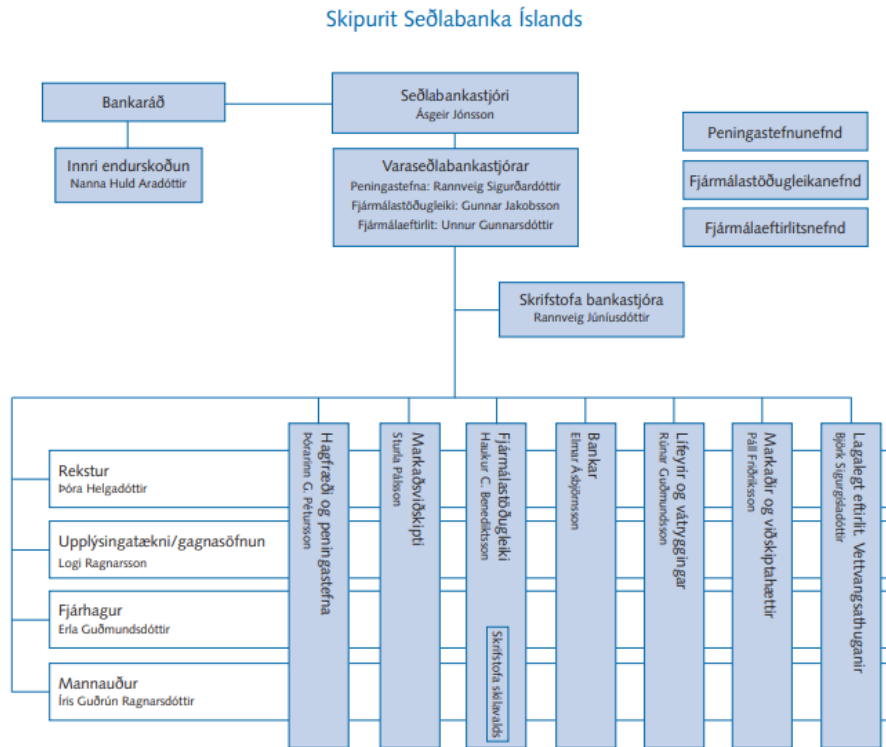 Skipurit Seðlabanka Íslands
Bankaráð
Seðlabankastjóri
Ásgeir Jónsson
Peningastefnunefnd
Innri endurskoðun
Nanna Huld Aradóttir
Varaseðlabankastjórar
Peningastefna: Rannveig Sigurðardóttir
Fjármálastöðugleiki: Gunnar Jakobsson
Fjármálaeftirlit: Unnur Gunnarsdóttir
Fjármálastöðugleikanefnd
Fjármálaeftirlitsnefnd
Skrifstofa bankastjóra
Rannveig Júníusdóttir
Rekstur
Þóra Helgadóttir
Upplýsingatækni/gagnasöfnun
Logi Ragnarsson
Fjárhagur
Erla Guðmundsdóttir
Mannauður
Íris Guðrún Ragnarsdóttir
Hagfræði og peningastefna
Þórarinn G. Pétursson
Markaðsviðskipti
Sturla Pálsson
Fjármálastöðugleiki
Haukur C. Benediktsson
Skrifstofa skilavalds
Bankar
Elmar Ásbjörnsson
Lífeyrir og vátryggingar
Rúnar Guðmundsson
Markaðir og viðskiptahættir
Páll Friðriksson
Lagalegt eftirlit. Vettvangsathuganir
Björk Sigurgísladóttir